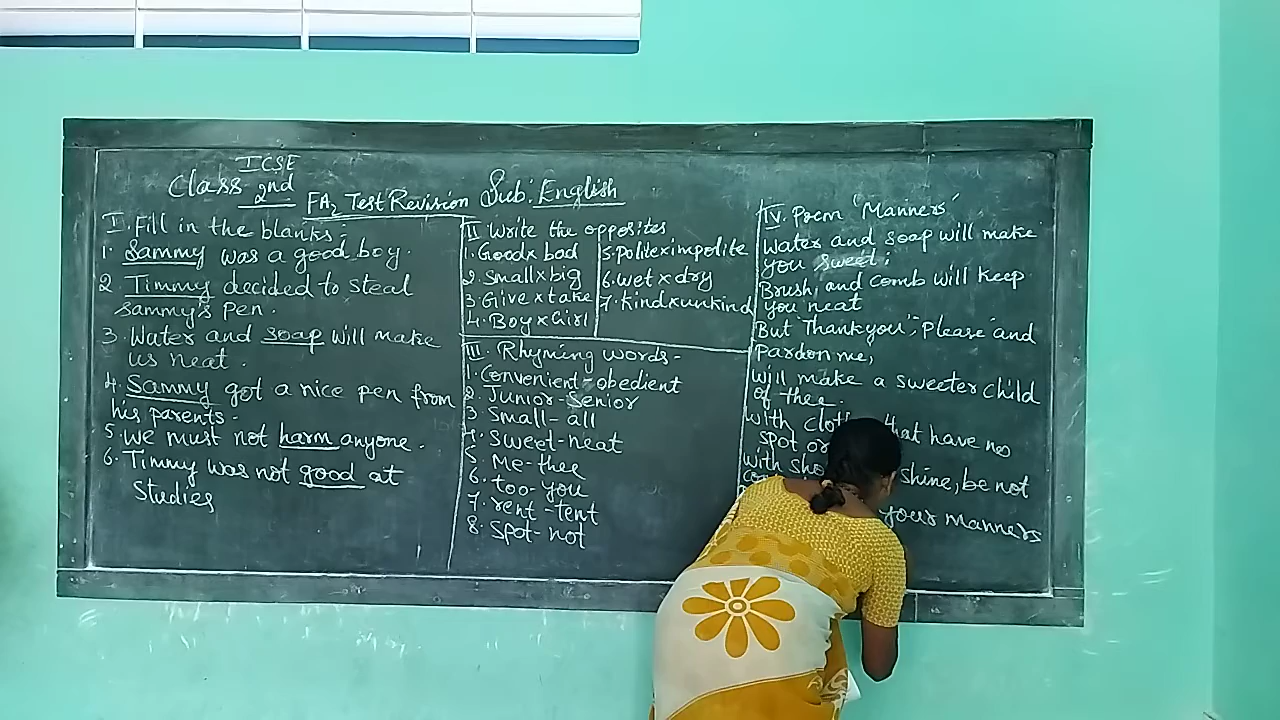 ICSE
Class 2nd
FA2 Test Revision Sub: English
I. Fill in the blanks:-
1. Sammy was a good boy.
2. Timmy decided to steal
Sammy's pen.
3. Water and soap will make
us neat.
4. Sammy got a nice pen from
his parents.
5. We must not harm anyone.
6. Timmy was not good at
Studies
II Write the opposites
1. Good x bad
2. Small x big
3. Give x take
4. Boy x Girl
5. Polite x impolite
6. wet x dry
7. Kind x unkind
III. Rhyming words-
1. Convenient-obedient
2. Junior-Senior
3 Small-all
4. Sweet-neat
5. Me-thee
6. too-you
7. rent-tent
8. Spot-not
IV. Poem "Manners"
Water and soap will make
you sweet;
Brush, and comb will keep
you neat
But "Thank you", "Please" and
Pardon me,
Will make a sweeter child
of thee.
With that have no
Spot or
With shine, be not
your manners